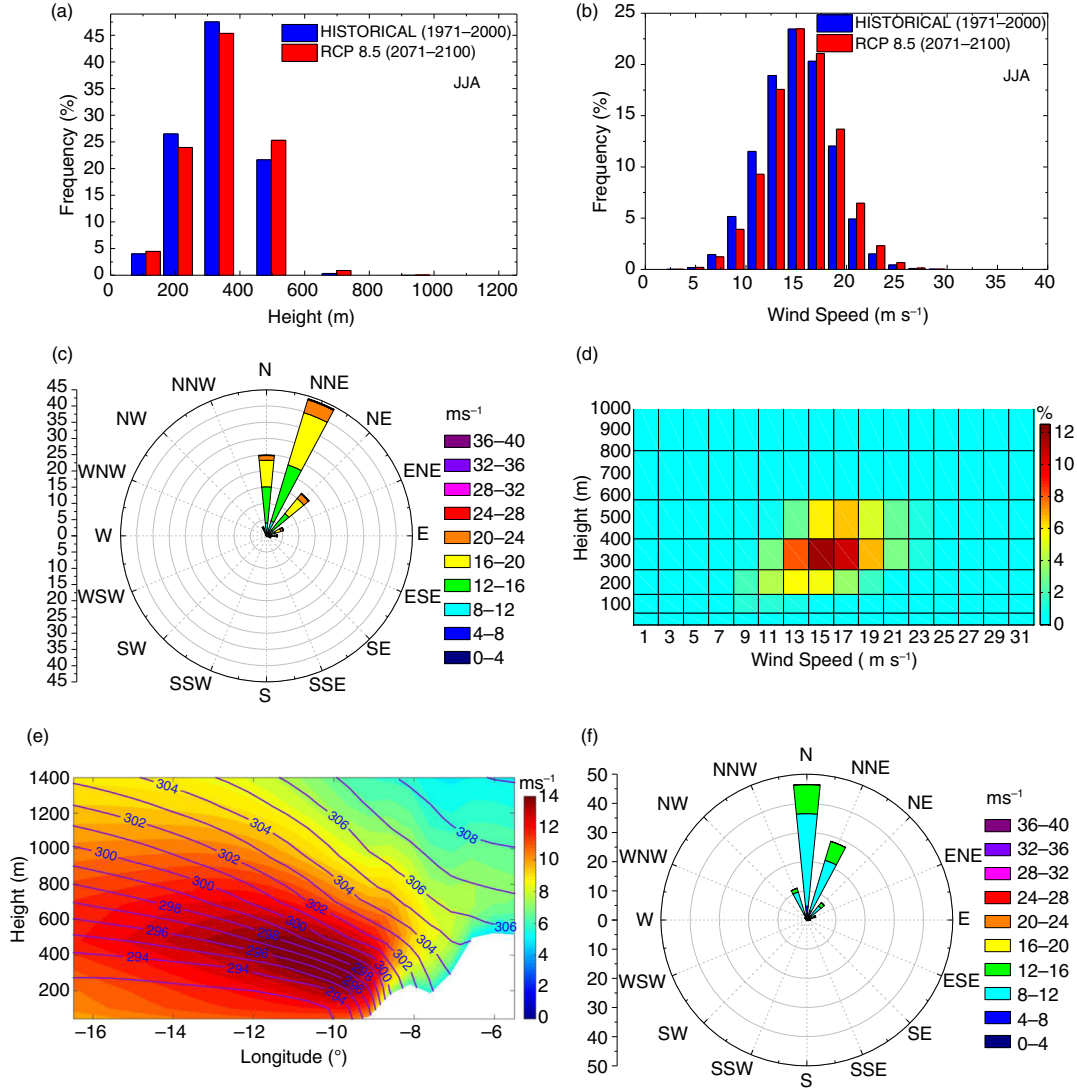 (a)
HISTORICAL (1971–2000)
RCP 8.5 (2071–2100)
JJA
Frequency (%)
45
40
35
30
25
20
15
10
5
0
0 200 400 600 800 1000 1200
Height (m)
(b)
HISTORICAL (1971–2000)
RCP 8.5 (2071–2100)
JJA
Frequency (%)
25
20
15
10
5
0
0 5 10 15 20 25 30 35 40
Wind Speed (m s⁻¹)
(c)
45
40
35
30
25
20
15
10
5
0
5
10
15
20
25
30
35
40
45
N
NNE
NE
ENE
E
ESE
SE
SSE
S
SSW
SW
WSW
W
WNW
NW
NNW
ms⁻¹
36–40
32–36
28–32
24–28
20–24
16–20
12–16
8–12
4–8
0–4
(d)
Height (m)
1000
900
800
700
600
500
400
300
200
100
1 3 5 7 9 11 13 15 17 19 21 23 25 27 29 31
Wind Speed ( m s⁻¹)
%
12
10
8
6
4
2
0
(e)
Height (m)
1400
1200
1000
800
600
400
200
−16 −14 −12 −10 −8 −6
Longitude (°)
304
302
300
298
296
294
304
302
300
298
296
294
306
304
302
300
298
296
294
308
306
304
302
300
298
296
306
ms⁻¹
14
12
10
8
6
4
2
0
(f)
50
40
30
20
10
0
10
20
30
40
50
N
NNE
NE
ENE
E
ESE
SE
SSE
S
SSW
SW
WSW
W
WNW
NW
NNW
ms⁻¹
36–40
32–36
28–32
24–28
20–24
16–20
12–16
8–12
4–8
0–4